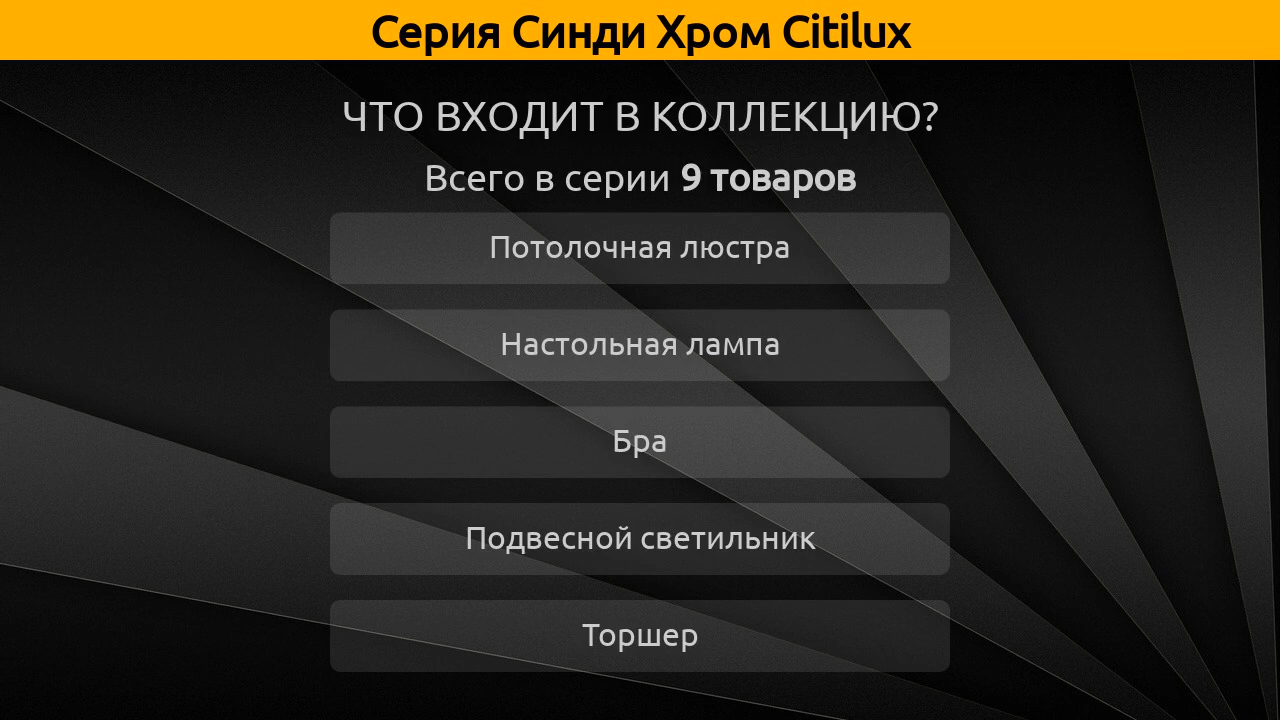 Серия Синди Хром Citilux
ЧТО ВХОДИТ В КОЛЛЕКЦИЮ?
Всего в серии 9 товаров
Потолочная люстра
Настольная лампа
Бра
Подвесной светильник
Торшер